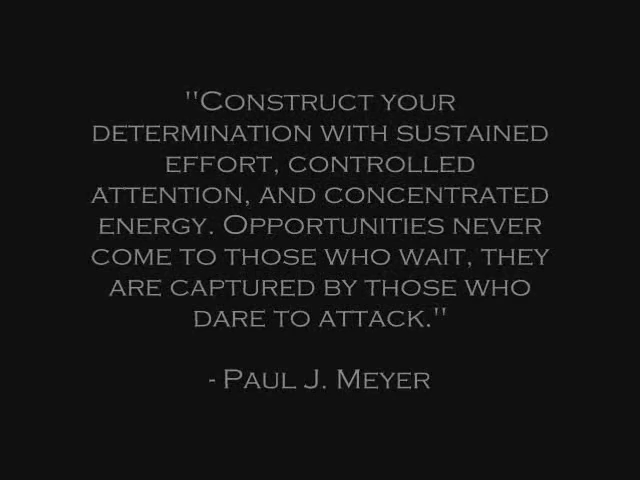 "Construct your
determination with sustained
effort, controlled
attention, and concentrated
energy. Opportunities never
come to those who wait, they
are captured by those who
dare to attack."
- Paul J. Meyer